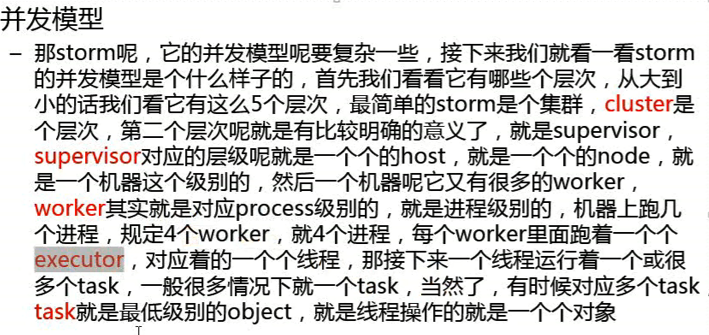 并发模型
– 那storm呢，它的并发模型呢要复杂一些，接下来我们就看一看storm
的并发模型是个什么样子的，首先我们看看它有哪些个层次，从大到
小的话我们看它有这么5个层次，最简单的storm是个集群，cluster是
个层次，第二个层次呢就是有比较明确的意义了，就是supervisor，
supervisor对应的层级呢就是一个个的host，就是一个个的node，就
是一个机器这个级别的，然后一个机器呢它又有很多的worker，
worker其实就是对应process级别的，就是进程级别的，机器上跑几
个进程，规定4个worker，就4个进程，每个worker里面跑着一个个
executor，对应着的一个个线程，那接下来一个线程运行着一个或很
多个task，一般很多情况下就一个task，当然了，有时候对应多个task，
task就是最低级别的object，就是线程操作的就是一个个对象